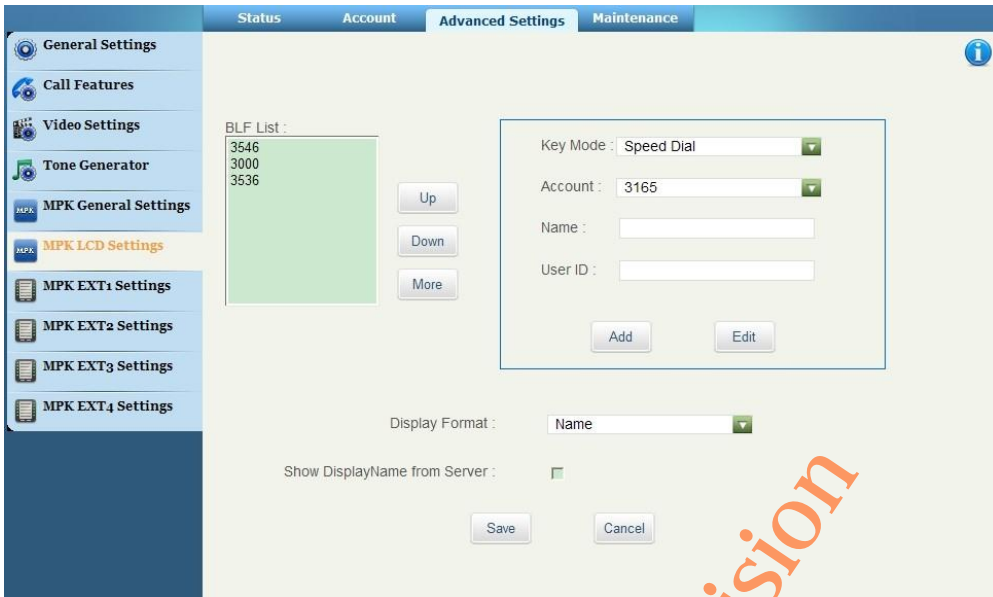 Status Account Advanced Settings Maintenance
General Settings
Call Features
Video Settings
Tone Generator
MPK MPK General Settings
MPK MPK LCD Settings
MPK EXT1 Settings
MPK EXT2 Settings
MPK EXT3 Settings
MPK EXT4 Settings
BLF List :
3546
3000
3536
Up
Down
More
Key Mode : Speed Dial
Account : 3165
Name :
User ID :
Add Edit
Display Format : Name
Show DisplayName from Server :
Save Cancel